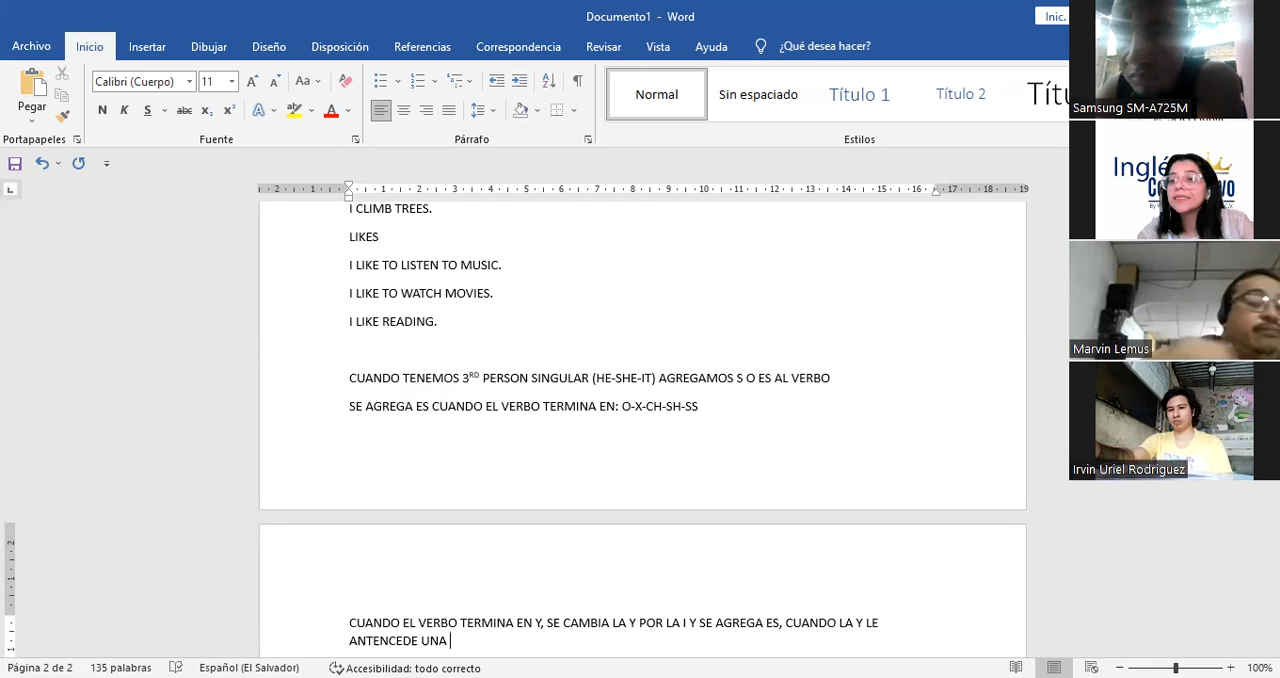 Documento1 - Word
Inic.
Archivo Inicio Insertar Dibujar Diseño Disposición Referencias Correspondencia Revisar Vista Ayuda ¿Qué desea hacer?
Pegar
Calibri (Cuerpo) 11
Normal Sin espaciado Título 1 Título 2 Títu
Portapapeles Fuente Párrafo Estilos
I CLIMB TREES.
LIKES
I LIKE TO LISTEN TO MUSIC.
I LIKE TO WATCH MOVIES.
I LIKE READING.
CUANDO TENEMOS 3RD PERSON SINGULAR (HE-SHE-IT) AGREGAMOS S O ES AL VERBO
SE AGREGA ES CUANDO EL VERBO TERMINA EN: O-X-CH-SH-SS
CUANDO EL VERBO TERMINA EN Y, SE CAMBIA LA Y POR LA I Y SE AGREGA ES, CUANDO LA Y LE
ANTENCEDE UNA
Página 2 de 2 135 palabras Español (El Salvador) Accesibilidad: todo correcto 100%
Samsung SM-A725M
Marvin Lemus
Irvin Uriel Rodriguez